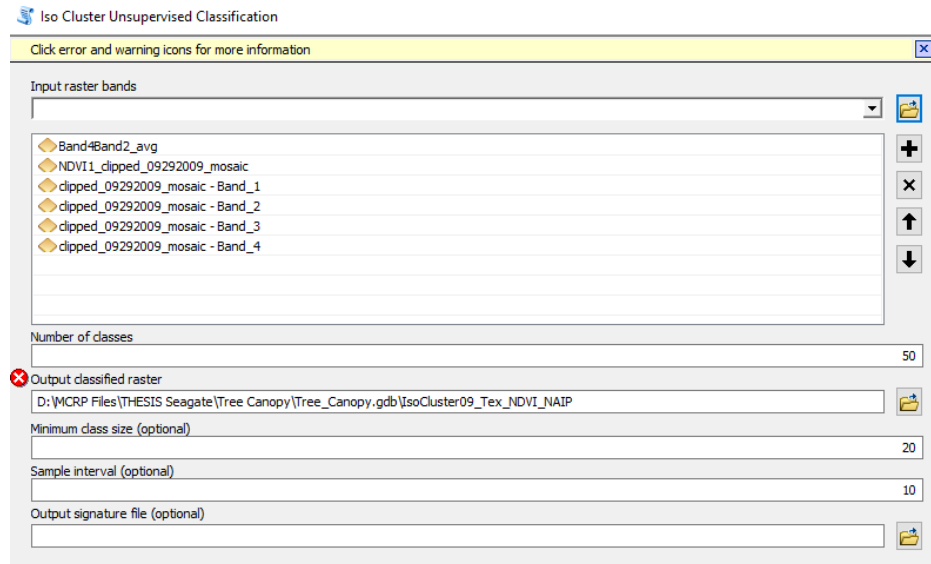 Iso Cluster Unsupervised Classification
Click error and warning icons for more information
Input raster bands
Band4Band2_avg
NDVI1_clipped_09292009_mosaic
clipped_09292009_mosaic - Band_1
clipped_09292009_mosaic - Band_2
clipped_09292009_mosaic - Band_3
clipped_09292009_mosaic - Band_4
Number of classes
50
Output classified raster
D:\MCRP Files\THESIS Seagate\Tree Canopy\Tree_Canopy.gdb\IsoCluster09_Tex_NDVI_NAIP
Minimum class size (optional)
20
Sample interval (optional)
10
Output signature file (optional)